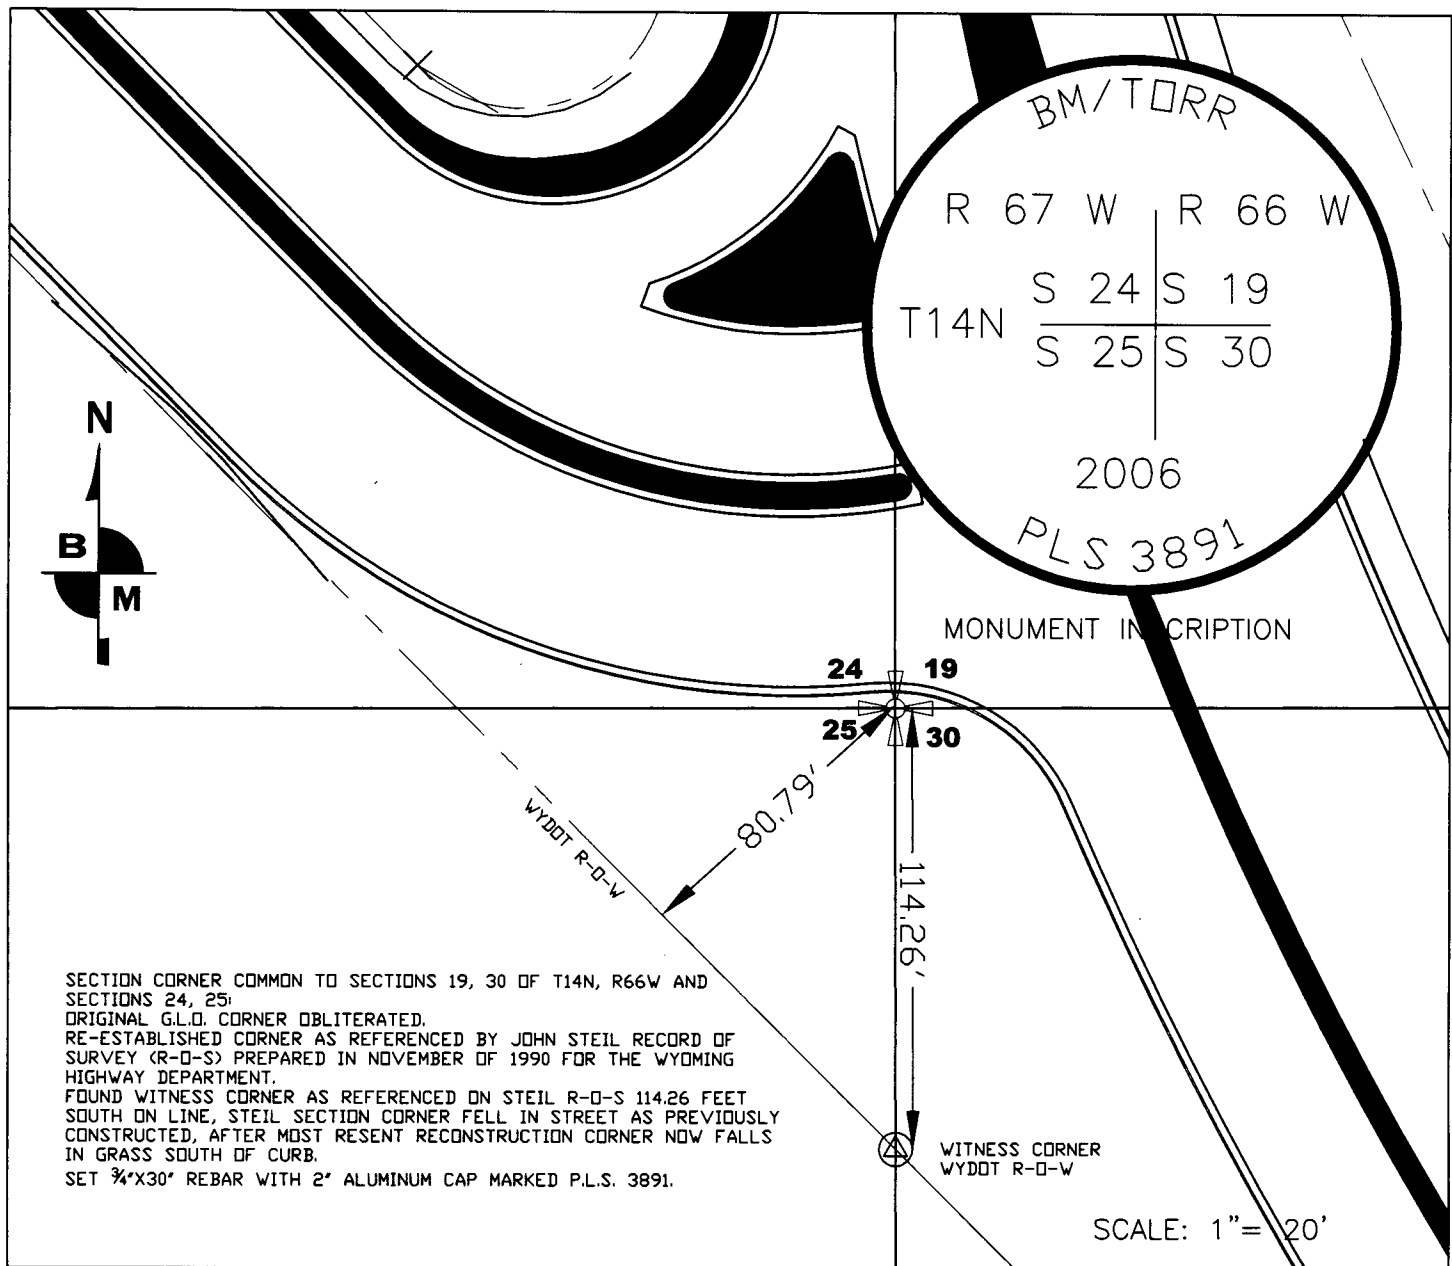 BM/TORR
R 67 W R 66 W
S 24 S 19
T14N
S 25 S 30
2006
PLS 3891
MONUMENT IN CRIPTION
N
B
M
24 19
25 30
80.79'
114.26'
WYDOT R-O-W
SECTION CORNER COMMON TO SECTIONS 19, 30 OF T14N, R66W AND
SECTIONS 24, 25:
ORIGINAL G.L.O. CORNER OBLITERATED.
RE-ESTABLISHED CORNER AS REFERENCED BY JOHN STEIL RECORD OF
SURVEY (R-O-S) PREPARED IN NOVEMBER OF 1990 FOR THE WYOMING
HIGHWAY DEPARTMENT.
FOUND WITNESS CORNER AS REFERENCED ON STEIL R-O-S 114.26 FEET
SOUTH ON LINE, STEIL SECTION CORNER FELL IN STREET AS PREVIOUSLY
CONSTRUCTED, AFTER MOST RESENT RECONSTRUCTION CORNER NOW FALLS
IN GRASS SOUTH OF CURB.
SET ¾"X30" REBAR WITH 2" ALUMINUM CAP MARKED P.L.S. 3891.
WITNESS CORNER
WYDOT R-O-W
SCALE: 1"= 20'